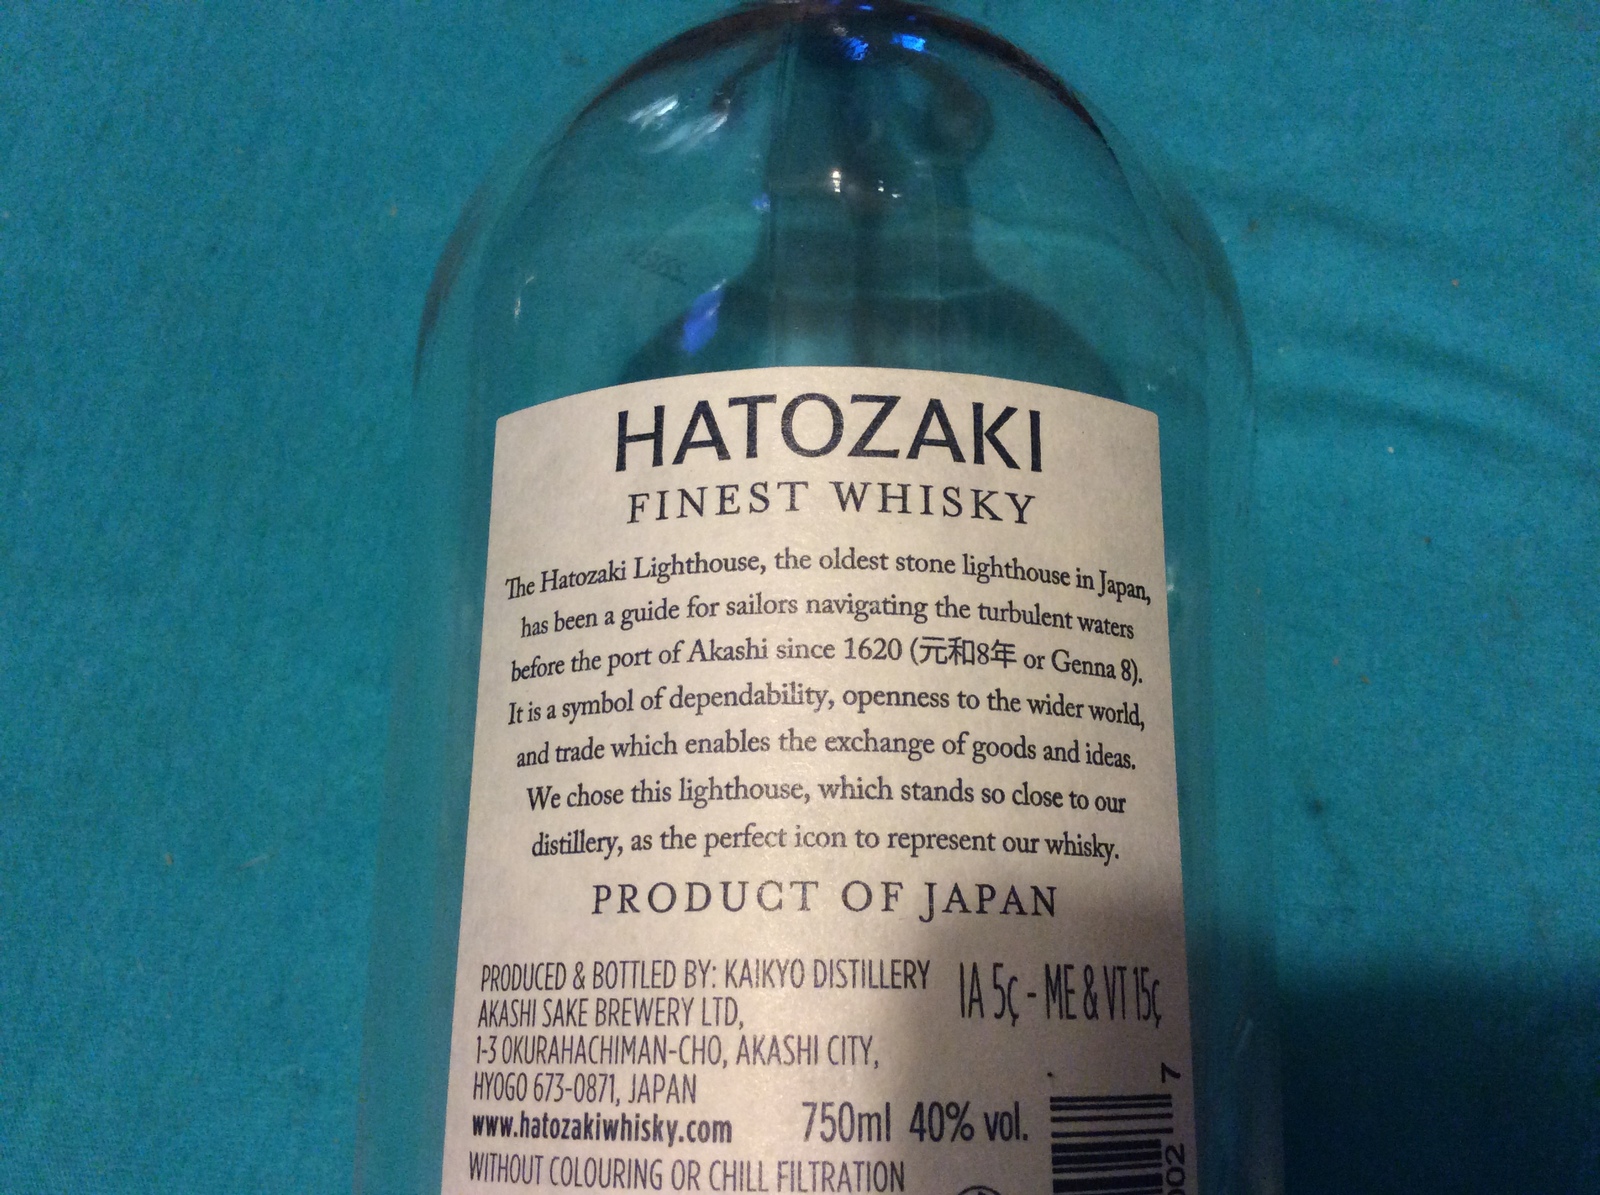 HATOZAKI
FINEST WHISKY
The Hatozaki Lighthouse, the oldest stone lighthouse in Japan,
has been a guide for sailors navigating the turbulent waters
before the port of Akashi since 1620 (元和8年 or Genna 8).
It is a symbol of dependability, openness to the wider world,
and trade which enables the exchange of goods and ideas.
We chose this lighthouse, which stands so close to our
distillery, as the perfect icon to represent our whisky.
PRODUCT OF JAPAN
PRODUCED & BOTTLED BY: KAIKYO DISTILLERY
AKASHI SAKE BREWERY LTD,
1-3 OKURAHACHIMAN-CHO, AKASHI CITY,
HYOGO 673-0871, JAPAN
www.hatozakiwhisky.com
IA 5¢ - ME & VT 15¢
750ml 40% vol.
WITHOUT COLOURING OR CHILL FILTRATION
7